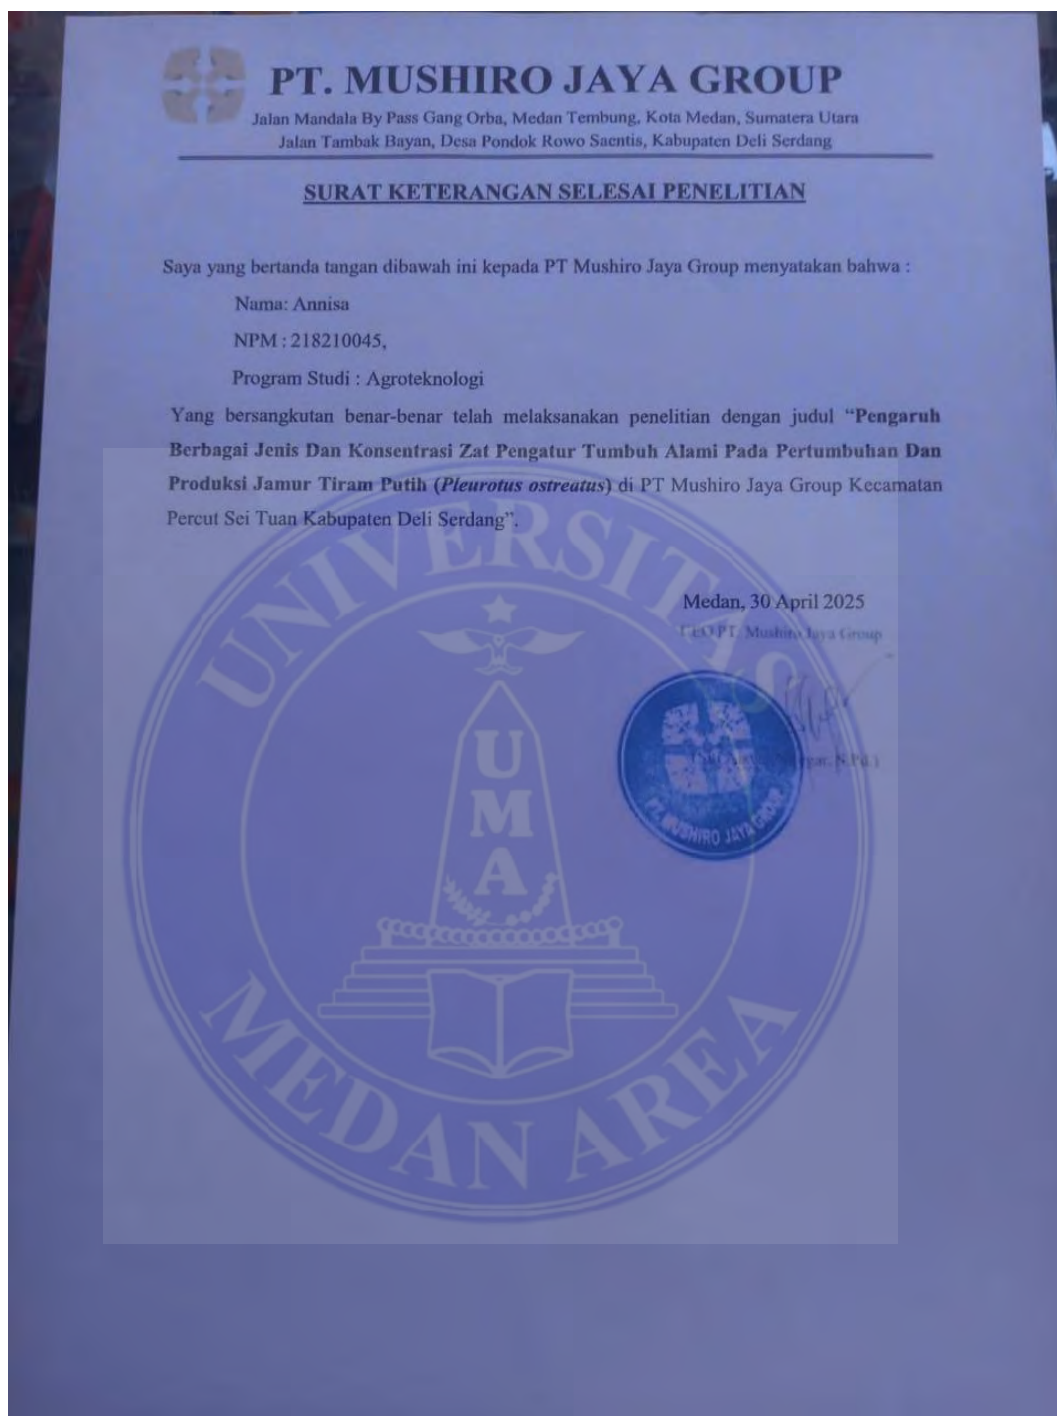 PT. MUSHIRO JAYA GROUP
Jalan Mandala By Pass Gang Orba, Medan Tembung, Kota Medan, Sumatera Utara
Jalan Tambak Bayan, Desa Pondok Rowo Saentis, Kabupaten Deli Serdang
SURAT KETERANGAN SELESAI PENELITIAN
Saya yang bertanda tangan dibawah ini kepada PT Mushiro Jaya Group menyatakan bahwa :
Nama: Annisa
NPM : 218210045,
Program Studi : Agroteknologi
Yang bersangkutan benar-benar telah melaksanakan penelitian dengan judul “Pengaruh
Berbagai Jenis Dan Konsentrasi Zat Pengatur Tumbuh Alami Pada Pertumbuhan Dan
Produksi Jamur Tiram Putih (Pleurotus ostreatus) di PT Mushiro Jaya Group Kecamatan
Percut Sei Tuan Kabupaten Deli Serdang”.
Medan, 30 April 2025
CEO PT. Mushiro Jaya Group
PT. MUSHIRO JAYA GROUP
UNIVERSITAS
UMA
MEDAN AREA